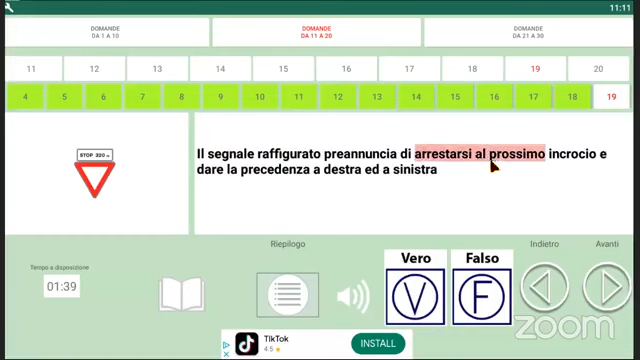 11:11
DOMANDE
DA 1 A 10
DOMANDE
DA 11 A 20
DOMANDE
DA 21 A 30
11 12 13 14 15 16 17 18 19 20
4 5 6 7 8 9 10 11 12 13 14 15 16 17 18 19
STOP 320 m
Il segnale raffigurato preannuncia di arrestarsi al prossimo incrocio e
dare la precedenza a destra ed a sinistra
Riepilogo
Tempo a disposizione
01:39
Vero
Falso
V
F
Indietro
Avanti
TikTok
4.5
INSTALL
zoom